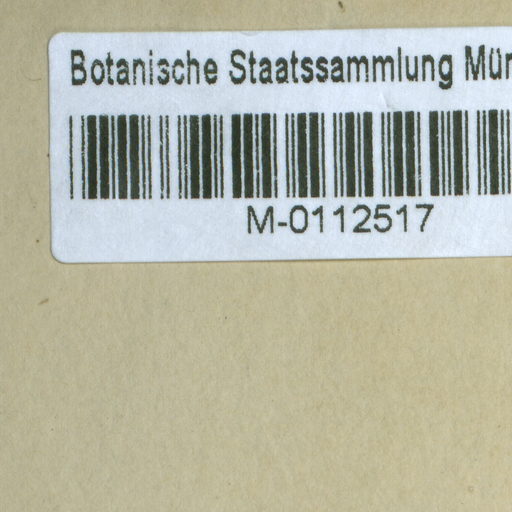 Botanische Staatssammlung Mün
M-0112517